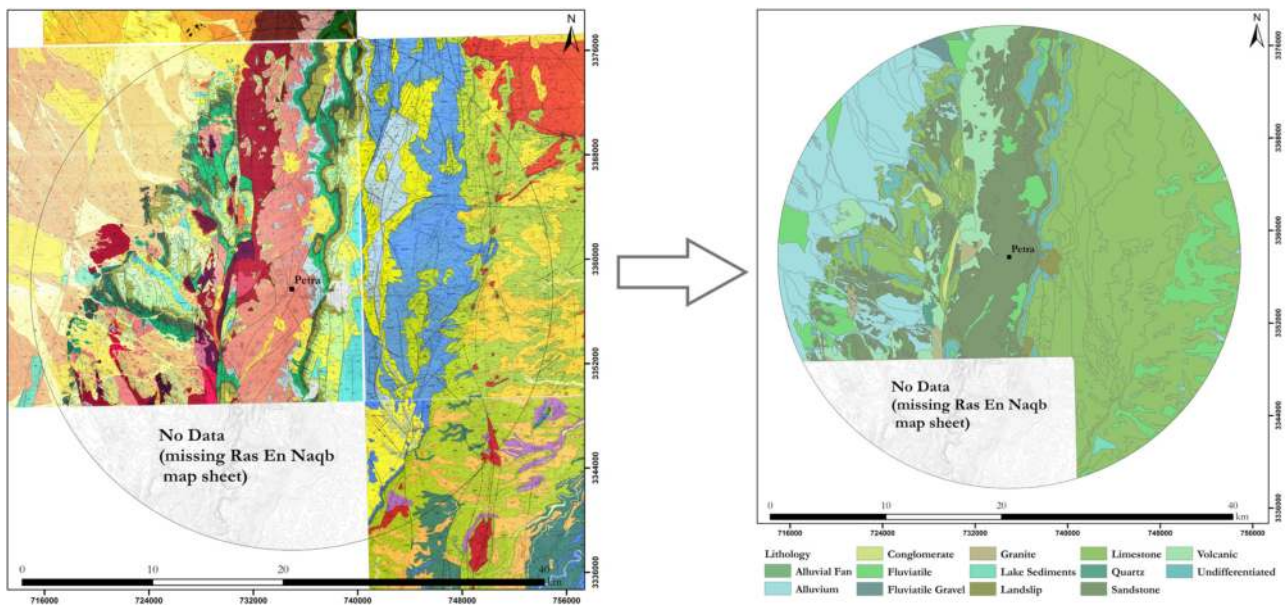 N
3376000
3368000
3360000
3352000
3344000
3336000
Petra
No Data
(missing Ras En Naqb
map sheet)
0 20 40
km
716000 724000 732000 740000 748000 756000
N
3376000
3368000
3360000
3352000
3344000
3336000
Petra
No Data
(missing Ras En Naqb
map sheet)
0 10 20 40
km
716000 724000 732000 740000 748000 756000
Lithology Conglomerate Granite Limestone Volcanic
Alluvial Fan Fluviatile Lake Sediments Quartz Undifferentiated
Alluvium Fluviatile Gravel Landslip Sandstone